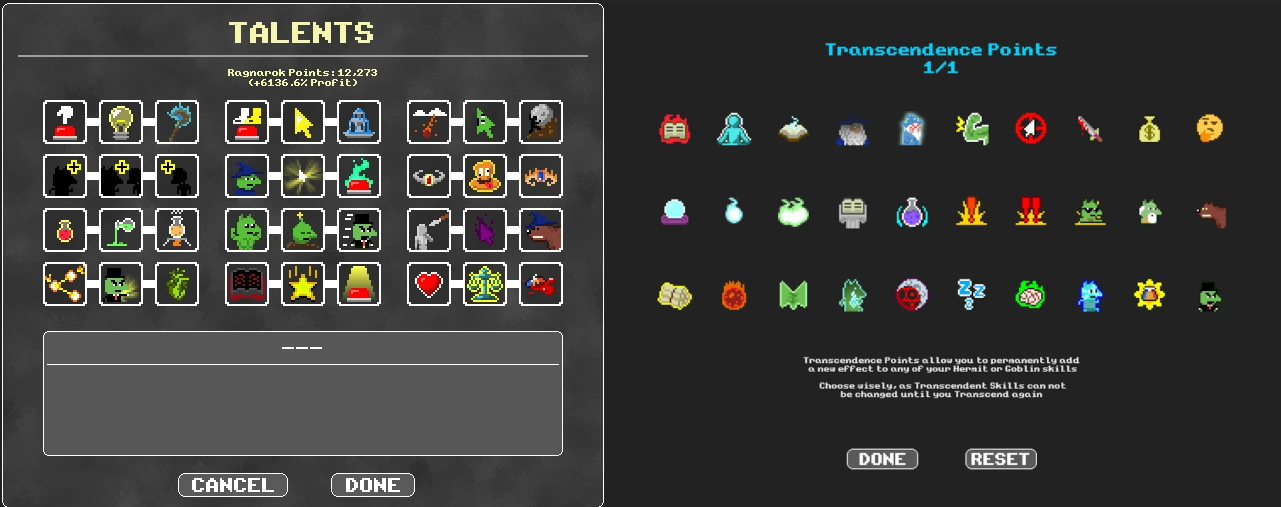 TALENTS
Ragnarok Points: 12,273
(+6136.6% Profit)
---
CANCEL
DONE
Transcendence Points
1/1
Transcendence Points allow you to permanently add
a new effect to any of your Hermit or Goblin skills
Choose wisely, as Transcendent Skills can not
be changed until you Transcend again
DONE
RESET